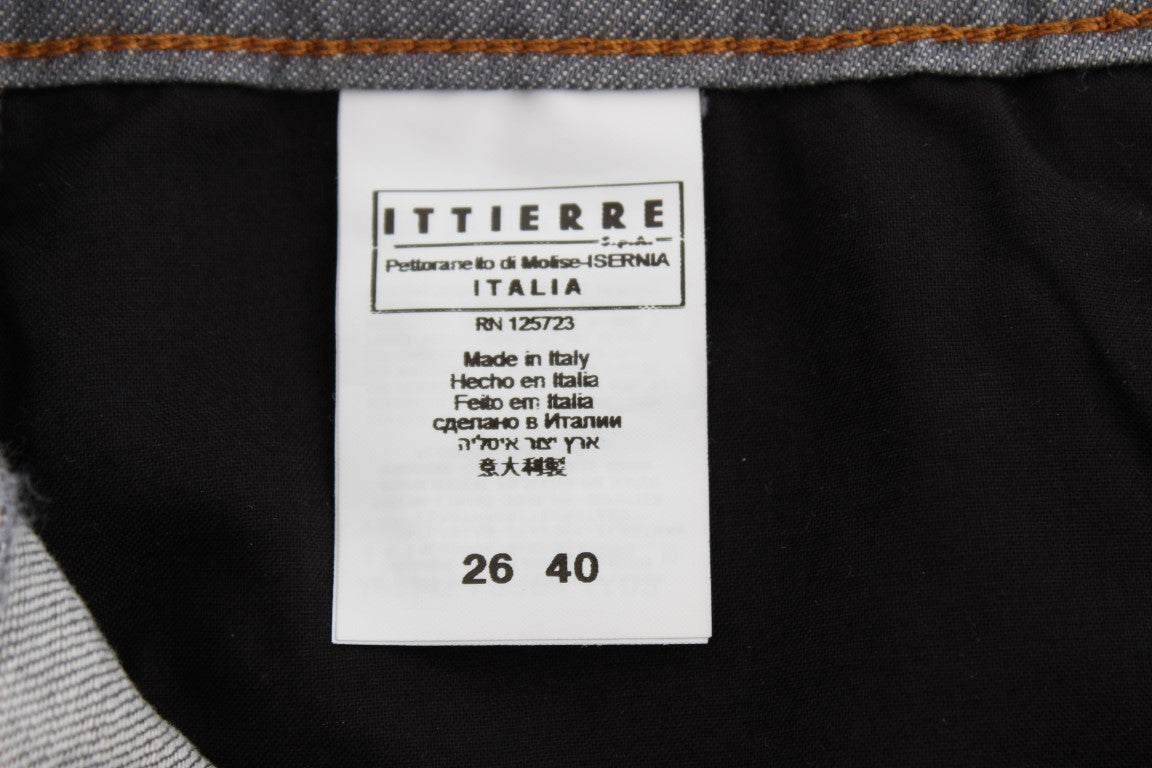 ITTIERRE
S.p.A.
Pettoranello di Molise-ISERNIA
ITALIA
RN 125723
Made in Italy
Hecho en Italia
Feito em Italia
сделано в Италии
ארץ יצור איטליה
意大利製
26 40